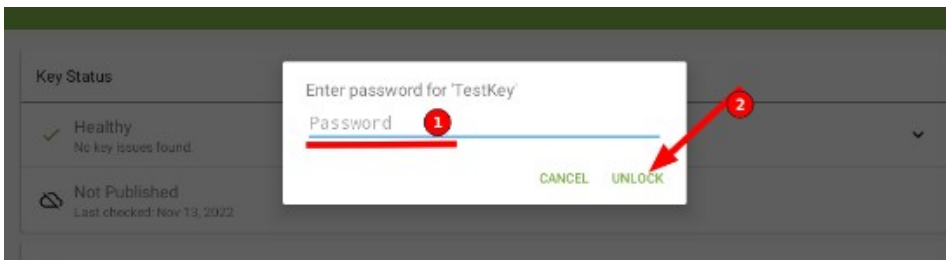 Key Status
Enter password for 'TestKey'
Password
1
2
Healthy
No key issues found.
CANCEL UNLOCK
Not Published
Last checked: Nov 13, 2022